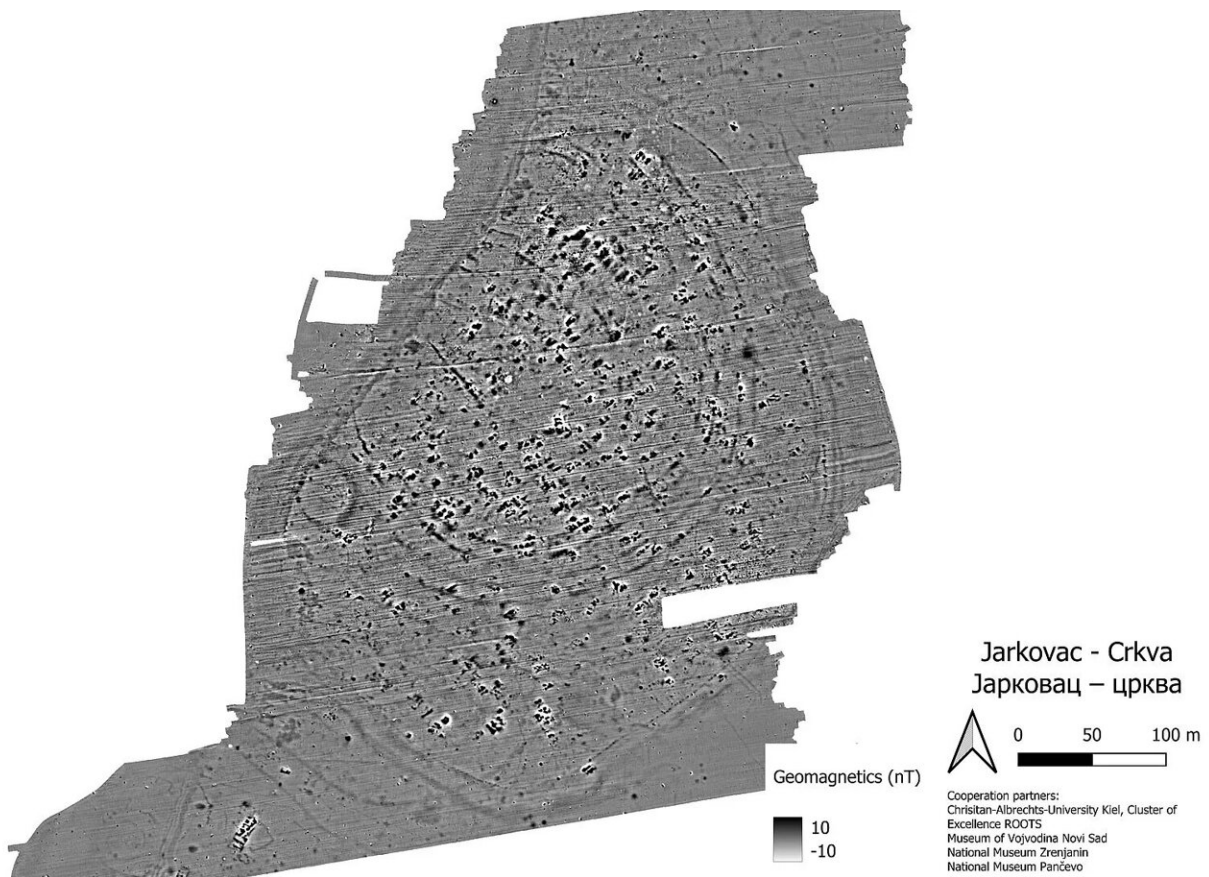 Jarkovac - Crkva
Јарковац – црква
0 50 100 m
Geomagnetics (nT)
10
-10
Cooperation partners:
Chrisitan-Albrechts-University Kiel, Cluster of
Excellence ROOTS
Museum of Vojvodina Novi Sad
National Museum Zrenjanin
National Museum Pančevo